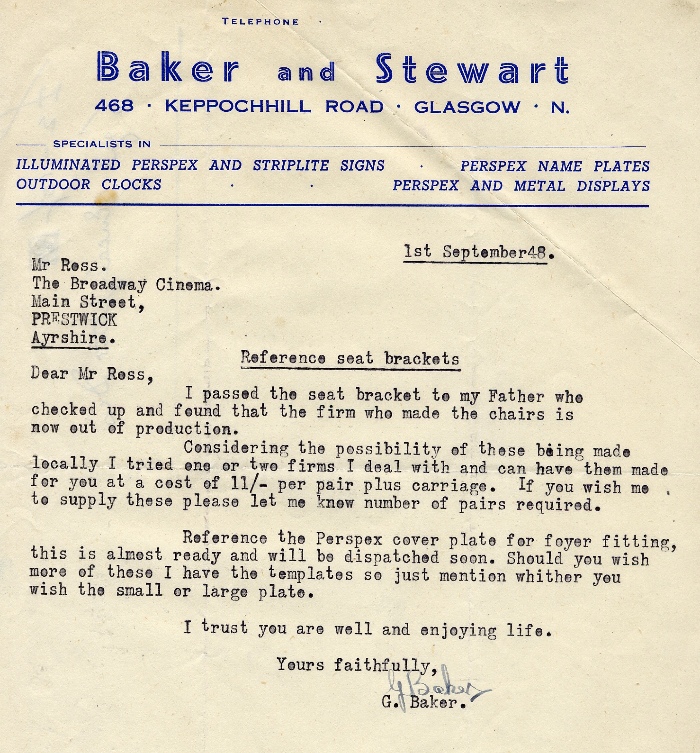 TELEPHONE
Baker and Stewart
468 · KEPPOCHHILL ROAD · GLASGOW · N.
SPECIALISTS IN
ILLUMINATED PERSPEX AND STRIPLITE SIGNS · PERSPEX NAME PLATES
OUTDOOR CLOCKS · · PERSPEX AND METAL DISPLAYS
1st September48.
Mr Ross.
The Broadway Cinema.
Main Street,
PRESTWICK
Ayrshire.
Reference seat brackets
Dear Mr Ross,
I passed the seat bracket to my Father who
checked up and found that the firm who made the chairs is
now out of production.
Considering the possibility of these being made
locally I tried one or two firms I deal with and can have them made
for you at a cost of 11/- per pair plus carriage. If you wish me
to supply these please let me know number of pairs required.
Reference the Perspex cover plate for foyer fitting,
this is almost ready and will be dispatched soon. Should you wish
more of these I have the templates so just mention whither you
wish the small or large plate.
I trust you are well and enjoying life.
Yours faithfully,
G Baker
G. Baker.